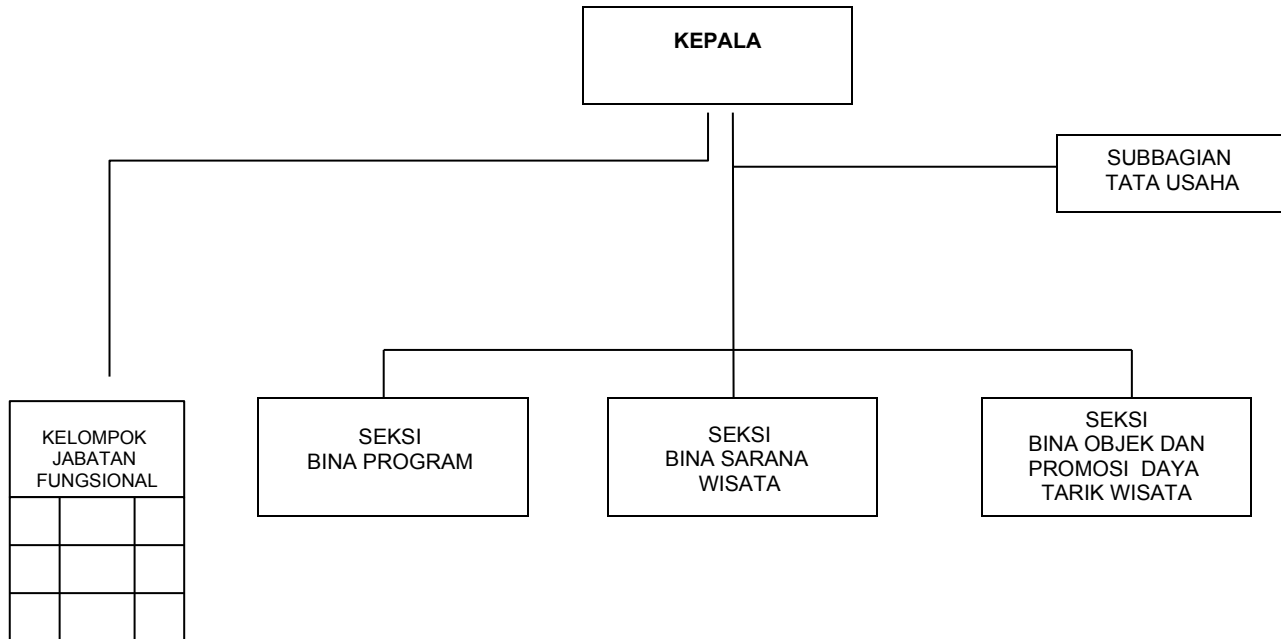 KEPALA
SUBBAGIAN
TATA USAHA
KELOMPOK
JABATAN
FUNGSIONAL
SEKSI
BINA PROGRAM
SEKSI
BINA SARANA
WISATA
SEKSI
BINA OBJEK DAN
PROMOSI DAYA
TARIK WISATA